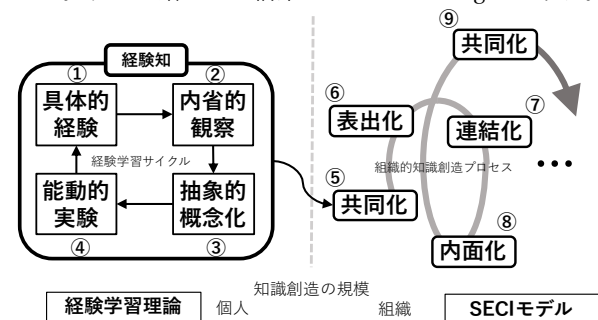 経験知
①
具体的
経験
②
内省的
観察
経験学習サイクル
能動的
実験
④
抽象的
概念化
③
⑨
共同化
⑥
表出化
⑦
連結化
組織的知識創造プロセス
⑤
共同化
⑧
内面化
•••
知識創造の規模
経験学習理論
個人
組織
SECIモデル